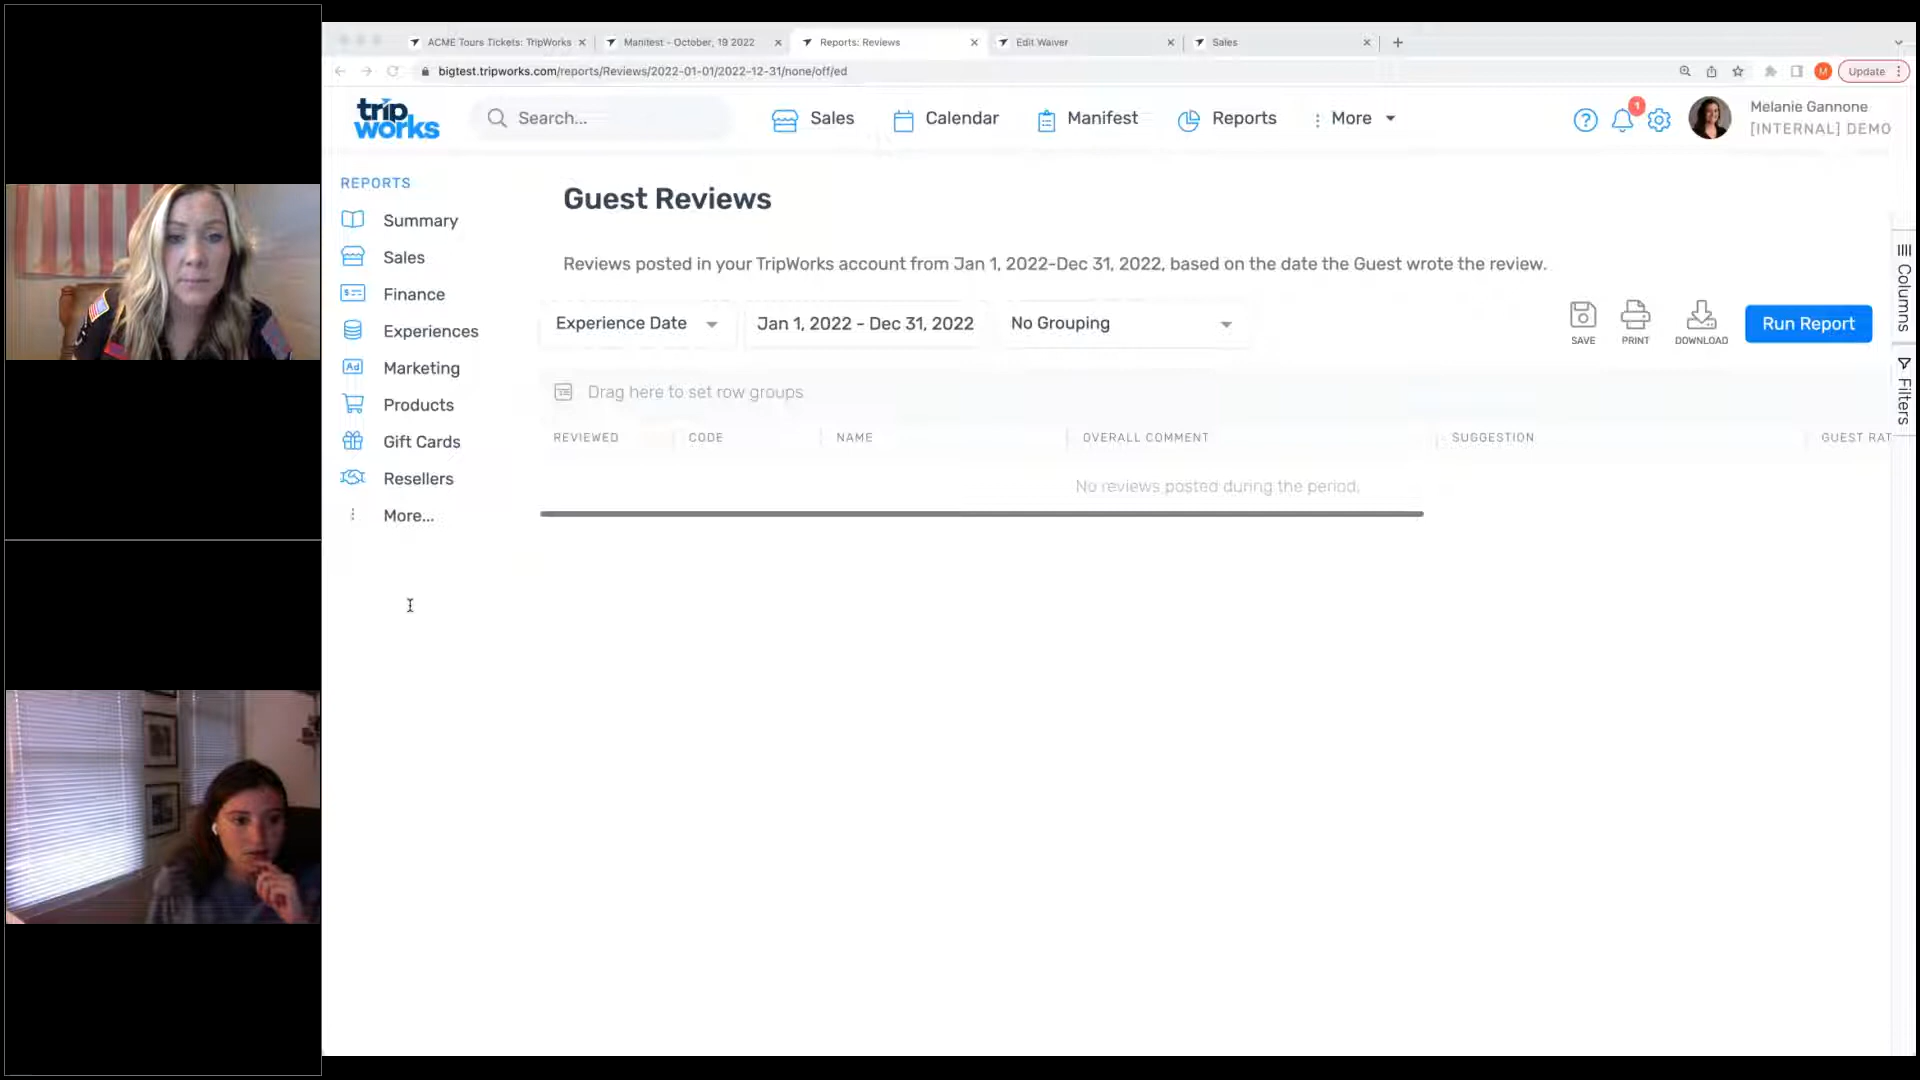 ACME Tours Tickets: TripWorks
Manifest - October, 19 2022
Reports: Reviews
Edit Waiver
Sales
bigtest.tripworks.com/reports/Reviews/2022-01-01/2022-12-31/none/off/ed
M
Update
trip works
Search...
Sales
Calendar
Manifest
Reports
More
1
Melanie Gannone
[INTERNAL] DEMO
REPORTS
Summary
Sales
Finance
Experiences
Ad
Marketing
Products
Gift Cards
Resellers
More...
Guest Reviews
Reviews posted in your TripWorks account from Jan 1, 2022-Dec 31, 2022, based on the date the Guest wrote the review.
Experience Date
Jan 1, 2022 - Dec 31, 2022
No Grouping
SAVE
PRINT
DOWNLOAD
Run Report
Columns
Filters
Drag here to set row groups
REVIEWED
CODE
NAME
OVERALL COMMENT
SUGGESTION
GUEST RAT
No reviews posted during the period.